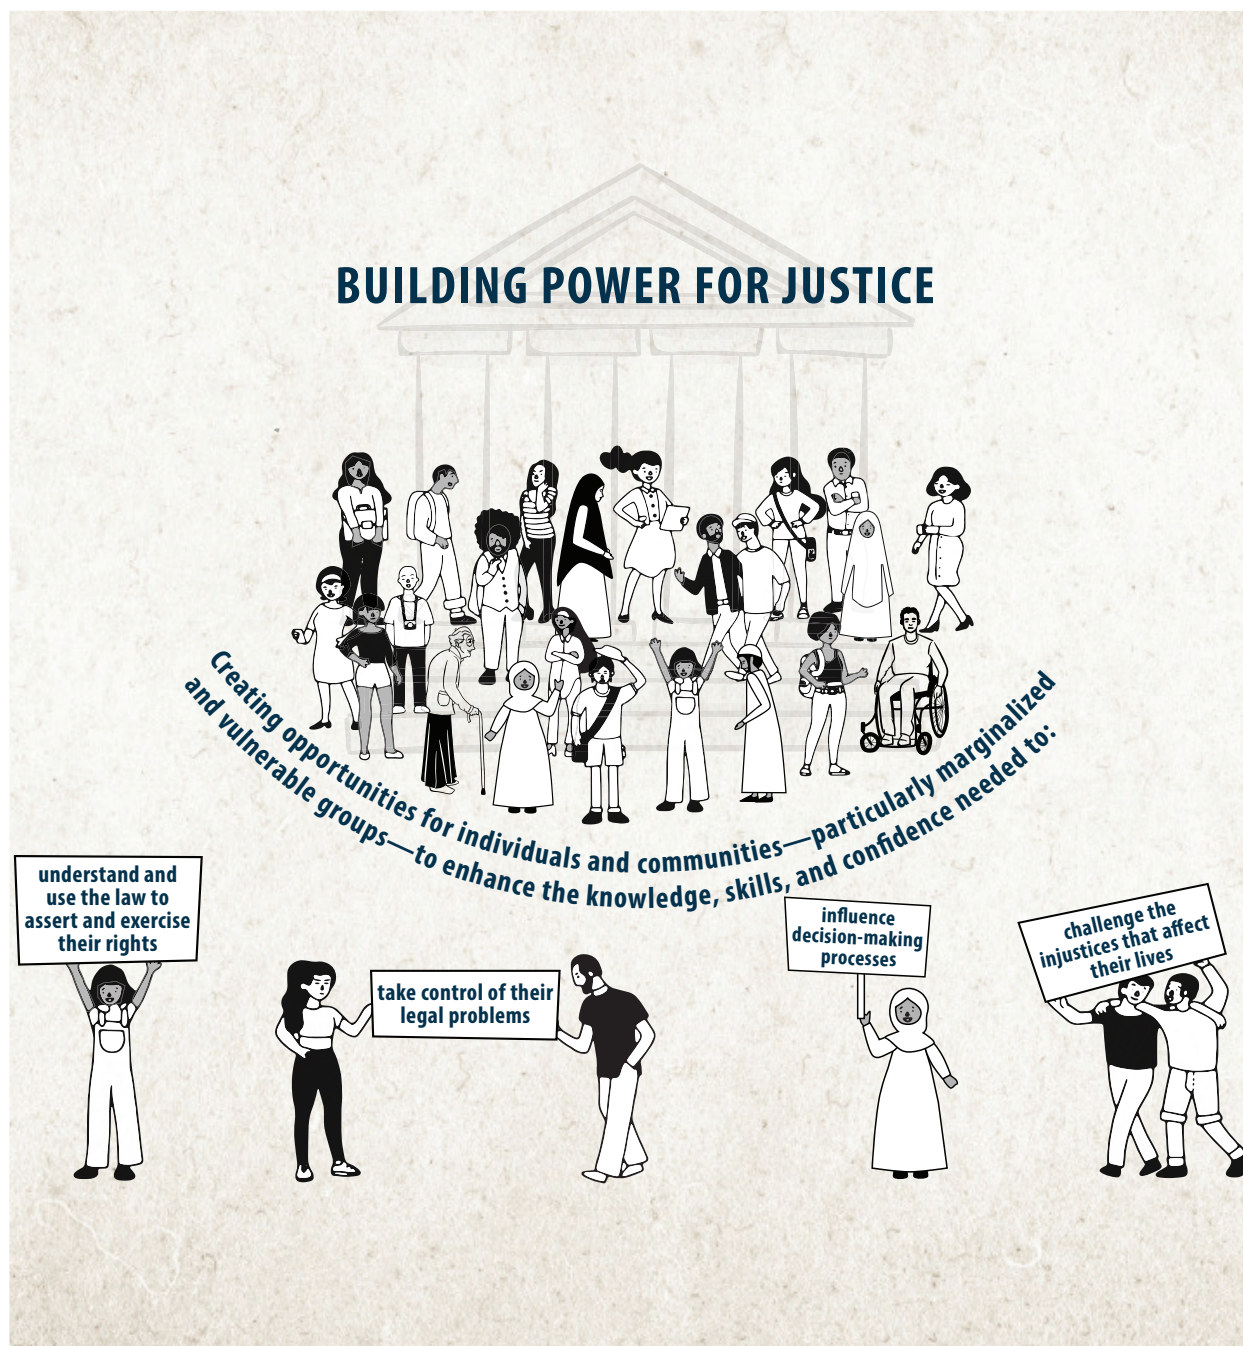 BUILDING POWER FOR JUSTICE
Creating opportunities for individuals and communities—particularly marginalized
and vulnerable groups—to enhance the knowledge, skills, and confidence needed to:
understand and
use the law to
assert and exercise
their rights
take control of their
legal problems
influence
decision-making
processes
challenge the
injustices that affect
their lives